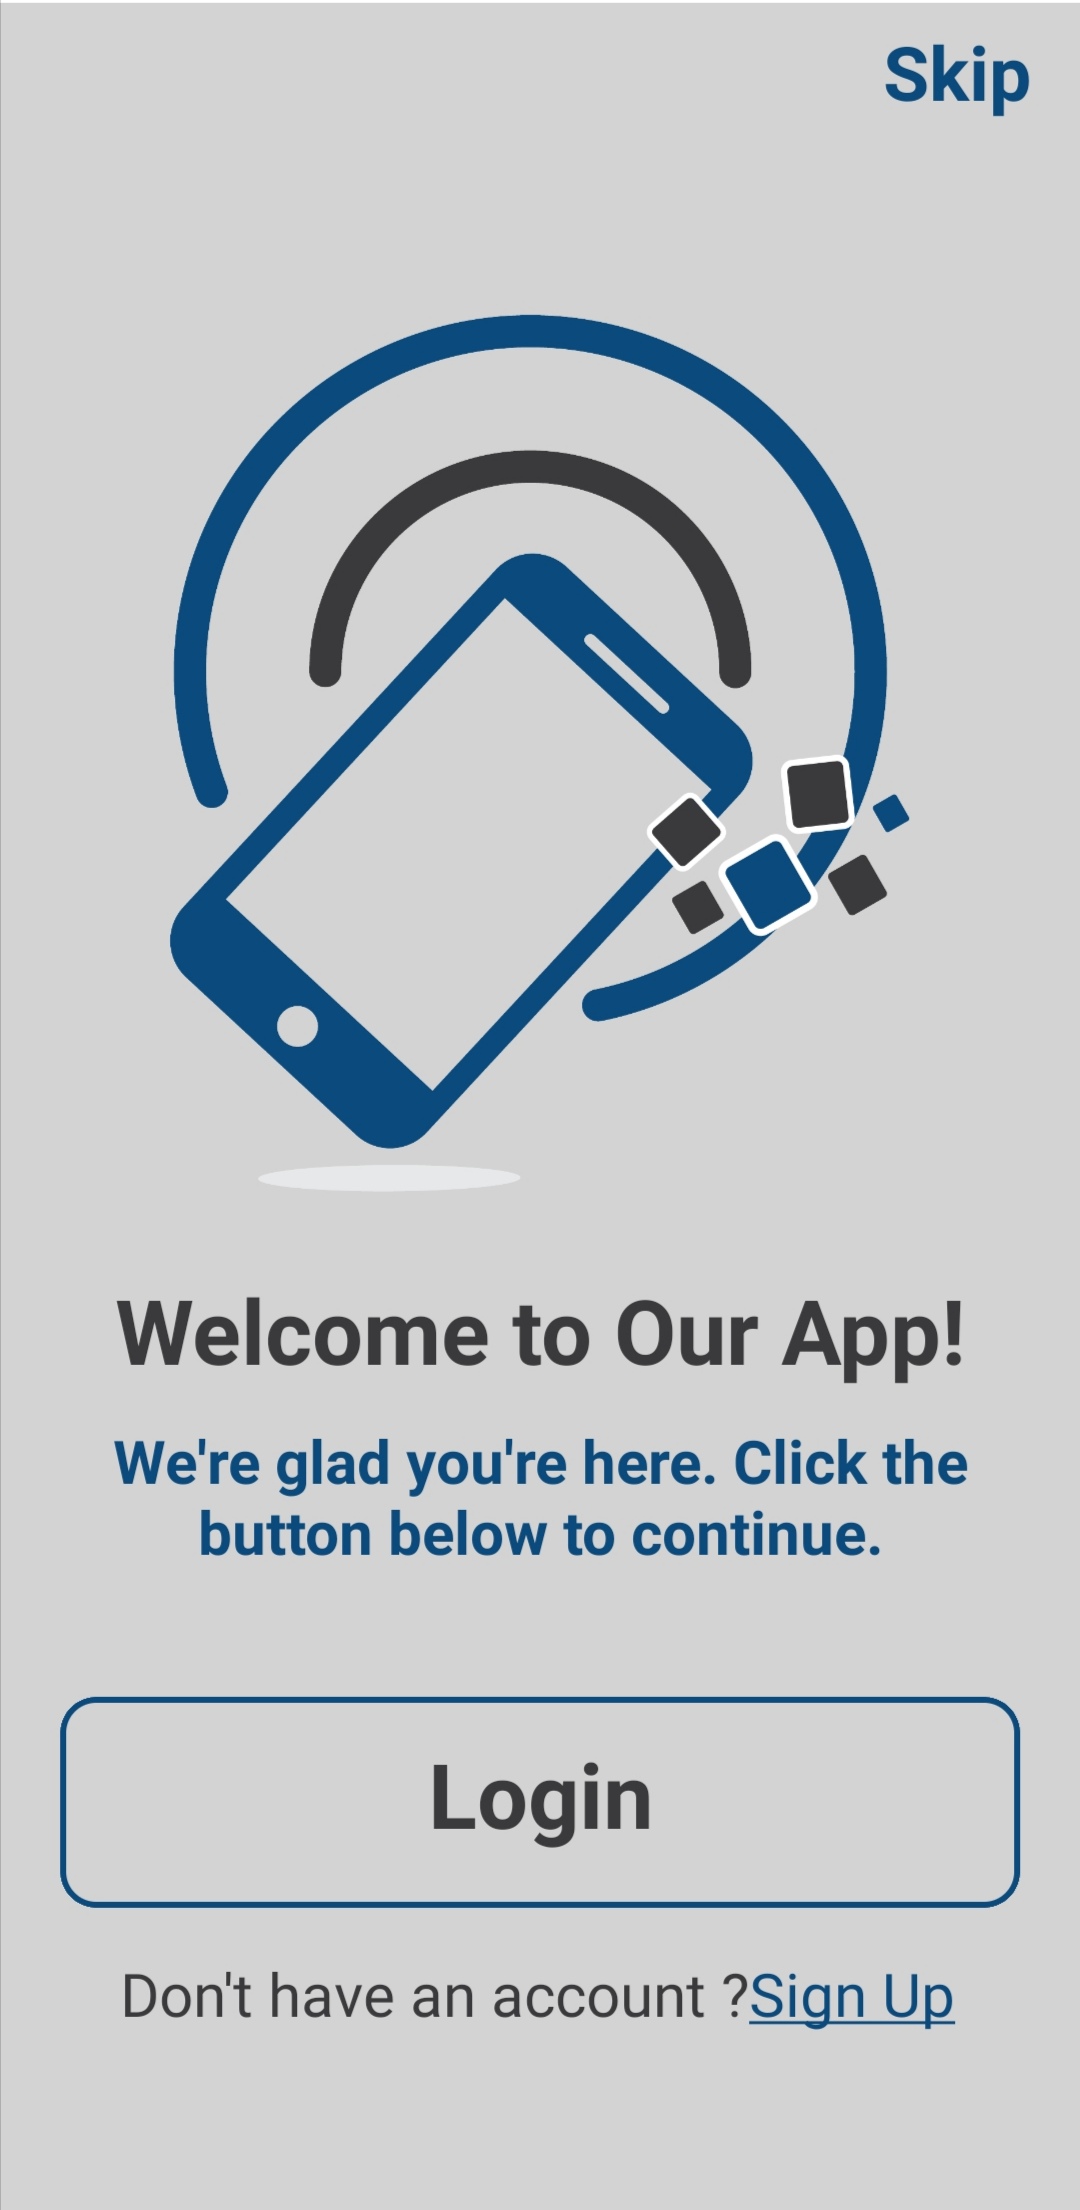 Skip
Welcome to Our App!
We're glad you're here. Click the
button below to continue.
Login
Don't have an account ?Sign Up